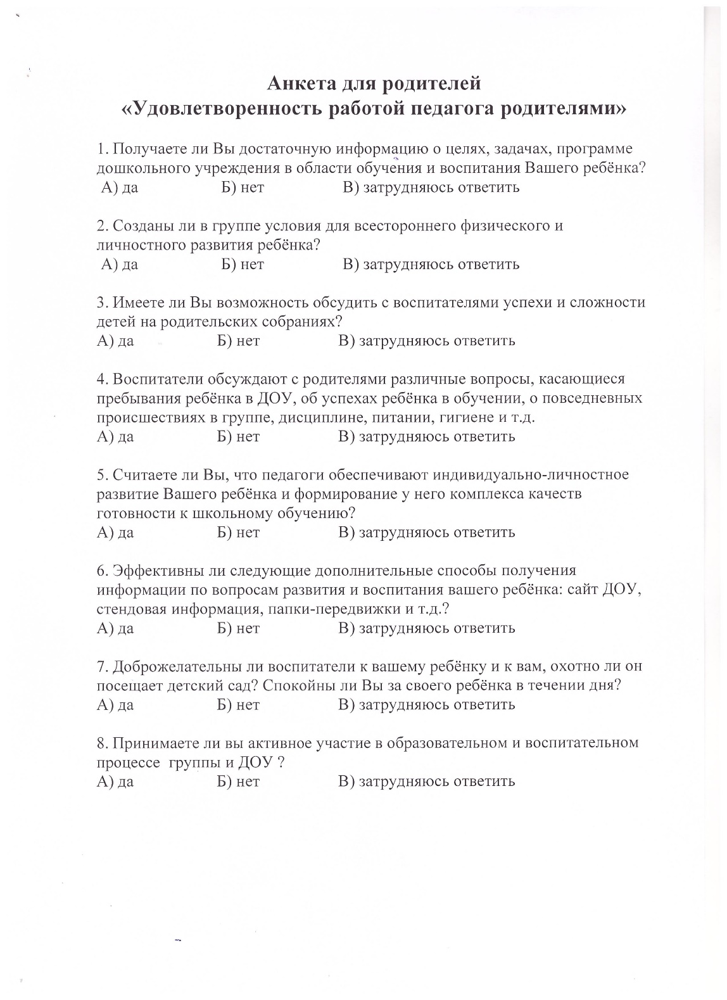 Анкета для родителей
«Удовлетворенность работой педагога родителями»
1. Получаете ли Вы достаточную информацию о целях, задачах, программе
дошкольного учреждения в области обучения и воспитания Вашего ребёнка?
А) да Б) нет В) затрудняюсь ответить
2. Созданы ли в группе условия для всестороннего физического и
личностного развития ребёнка?
А) да Б) нет В) затрудняюсь ответить
3. Имеете ли Вы возможность обсудить с воспитателями успехи и сложности
детей на родительских собраниях?
А) да Б) нет В) затрудняюсь ответить
4. Воспитатели обсуждают с родителями различные вопросы, касающиеся
пребывания ребёнка в ДОУ, об успехах ребёнка в обучении, о повседневных
происшествиях в группе, дисциплине, питании, гигиене и т.д.
А) да Б) нет В) затрудняюсь ответить
5. Считаете ли Вы, что педагоги обеспечивают индивидуально-личностное
развитие Вашего ребёнка и формирование у него комплекса качеств
готовности к школьному обучению?
А) да Б) нет В) затрудняюсь ответить
6. Эффективны ли следующие дополнительные способы получения
информации по вопросам развития и воспитания вашего ребёнка: сайт ДОУ,
стендовая информация, папки-передвижки и т.д.?
А) да Б) нет В) затрудняюсь ответить
7. Доброжелательны ли воспитатели к вашему ребёнку и к вам, охотно ли он
посещает детский сад? Спокойны ли Вы за своего ребёнка в течении дня?
А) да Б) нет В) затрудняюсь ответить
8. Принимаете ли вы активное участие в образовательном и воспитательном
процессе группы и ДОУ ?
А) да Б) нет В) затрудняюсь ответить